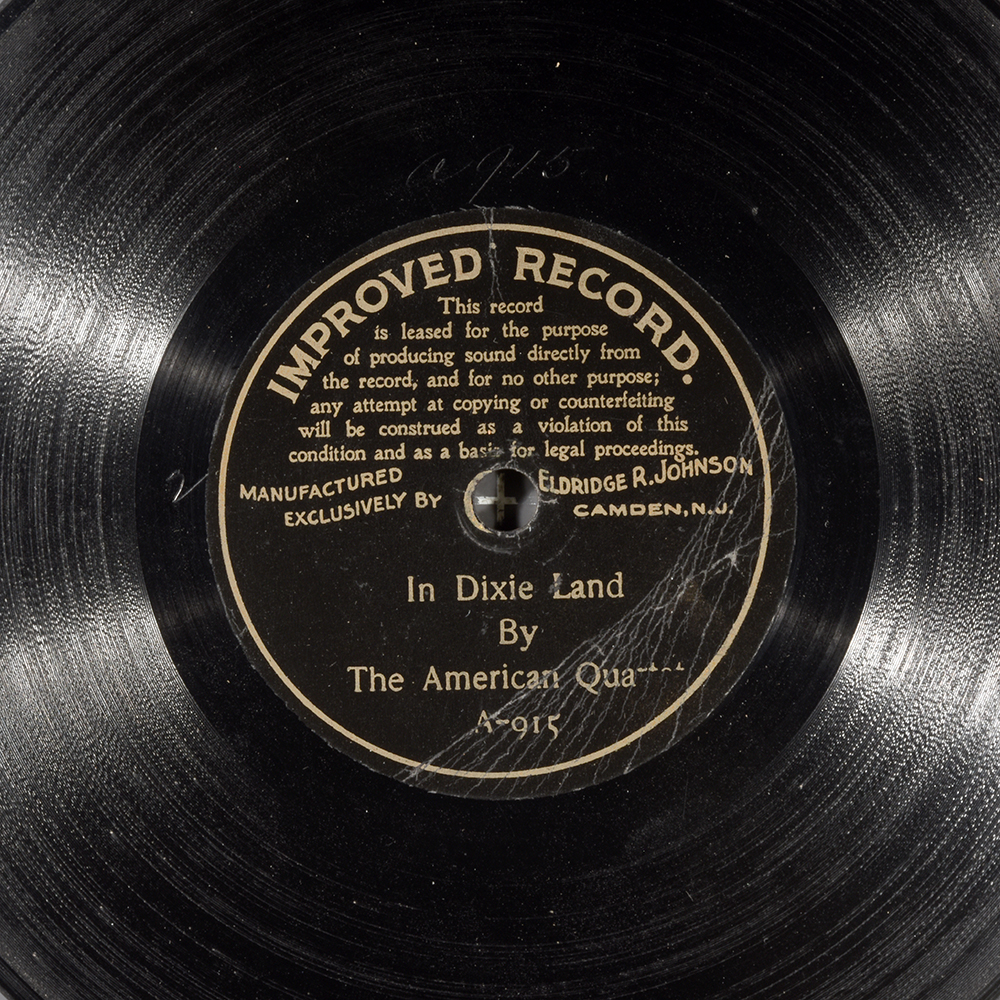 a 915
IMPROVED RECORD.
This record
is leased for the purpose
of producing sound directly from
the record, and for no other purpose;
any attempt at copying or counterfeiting
will be construed as a violation of this
condition and as a basis for legal proceedings.
MANUFACTURED
EXCLUSIVELY BY
ELDRIDGE R. JOHNSON
CAMDEN, N.J.
In Dixie Land
By
The American Quartet
A-915